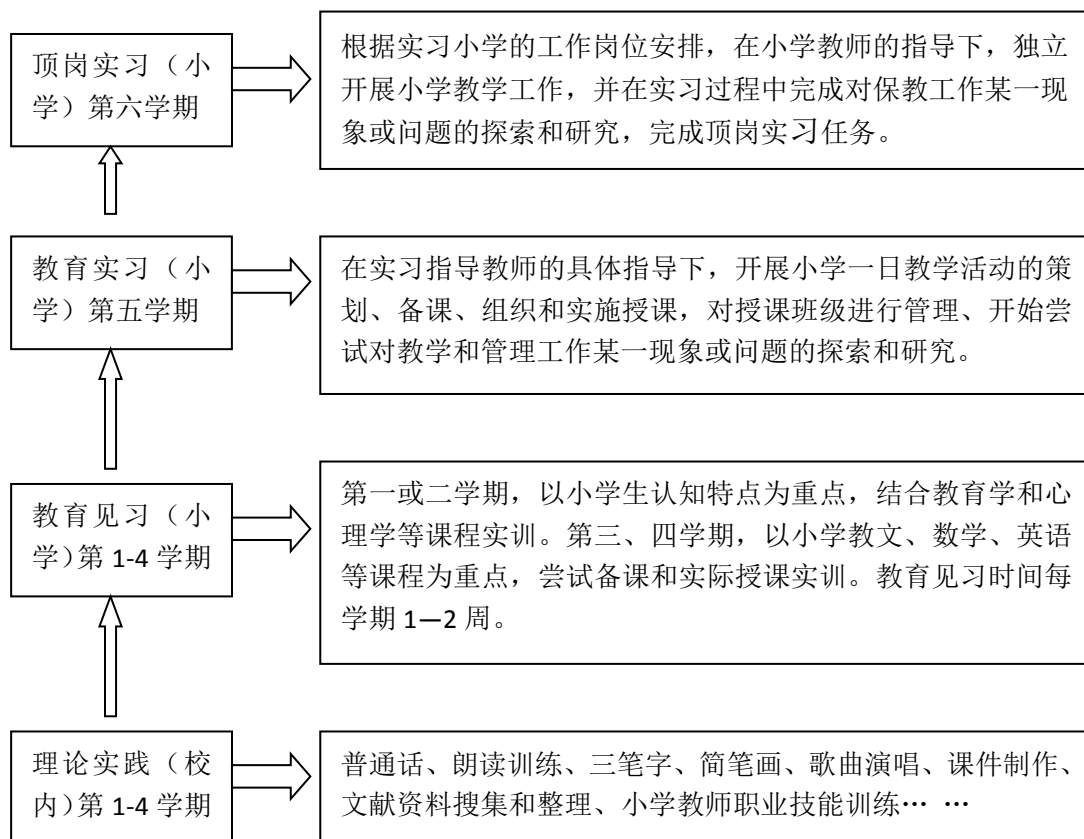 顶岗实习（小
学）第六学期
根据实习小学的工作岗位安排，在小学教师的指导下，独立
开展小学教学工作，并在实习过程中完成对保教工作某一现
象或问题的探索和研究，完成顶岗实习任务。
教育实习（小
学）第五学期
在实习指导教师的具体指导下，开展小学一日教学活动的策
划、备课、组织和实施授课，对授课班级进行管理、开始尝
试对教学和管理工作某一现象或问题的探索和研究。
教育见习（小
学）第 1-4 学期
第一或二学期，以小学生认知特点为重点，结合教育学和心
理学等课程实训。第三、四学期，以小学教文、数学、英语
等课程为重点，尝试备课和实际授课实训。教育见习时间每
学期 1—2 周。
理论实践（校
内）第 1-4 学期
普通话、朗读训练、三笔字、简笔画、歌曲演唱、课件制作、
文献资料搜集和整理、小学教师职业技能训练… …